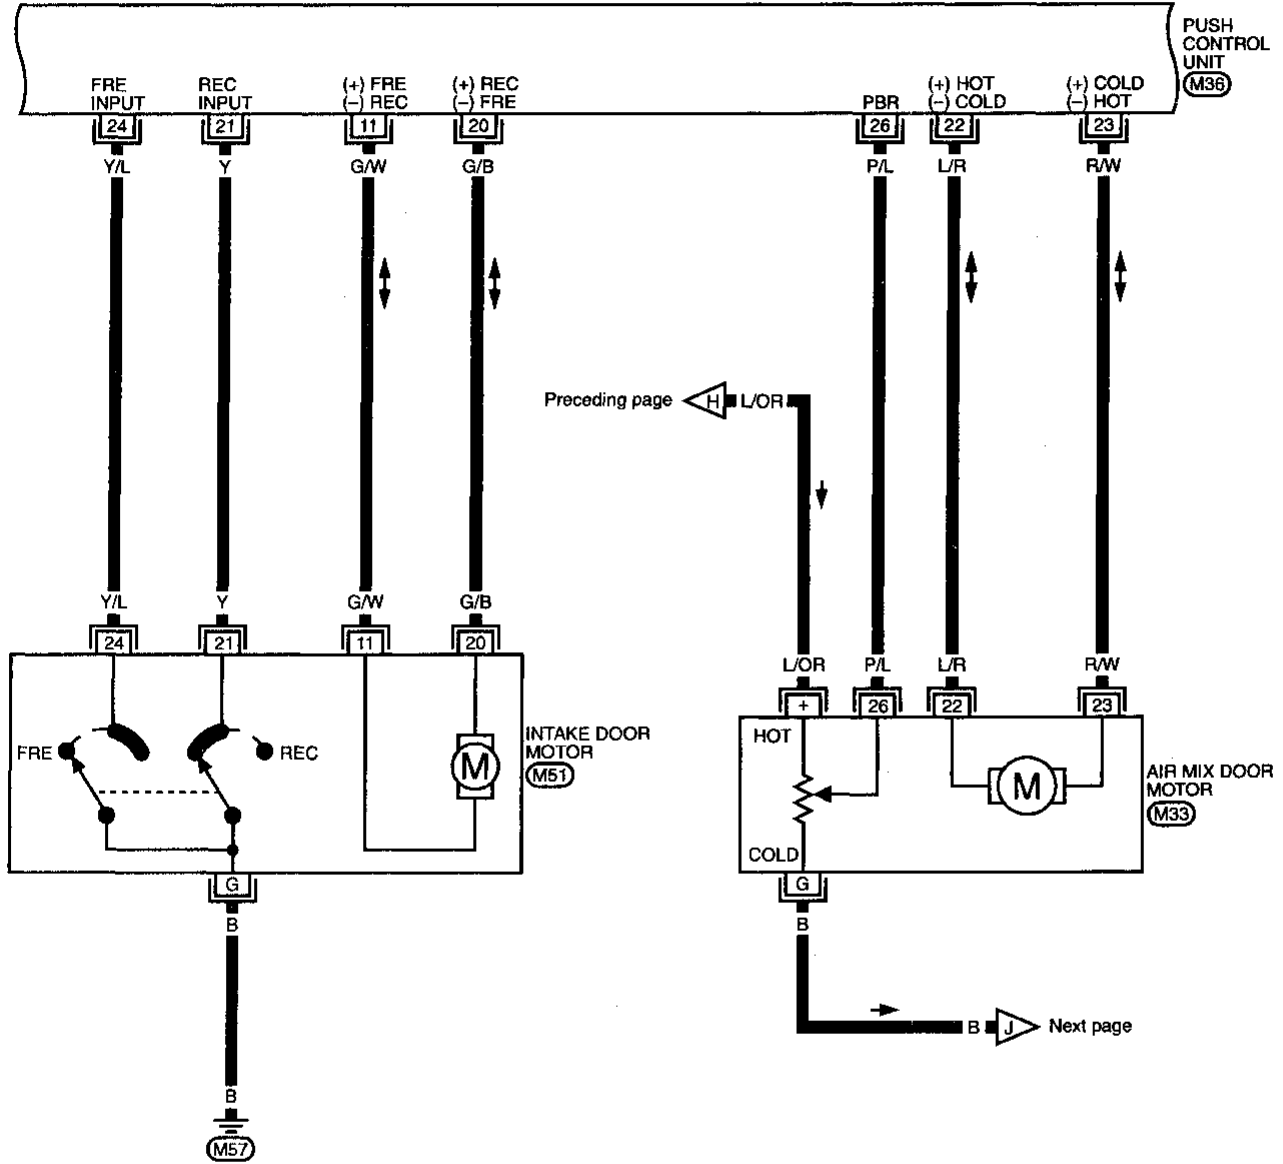 PUSH
CONTROL
UNIT
M36
FRE
INPUT
REC
INPUT
(+) FRE
(−) REC
(+) REC
(−) FRE
PBR
(+) HOT
(−) COLD
(+) COLD
(−) HOT
24
21
11
20
26
22
23
Y/L
Y
G/W
G/B
P/L
L/R
R/W
Preceding page
H
L/OR
Y/L
Y
G/W
G/B
24
21
11
20
L/OR
P/L
L/R
R/W
+
26
22
23
FRE
REC
M
INTAKE DOOR
MOTOR
M51
HOT
COLD
M
AIR MIX DOOR
MOTOR
M33
G
G
B
B
B
J
Next page
B
M57